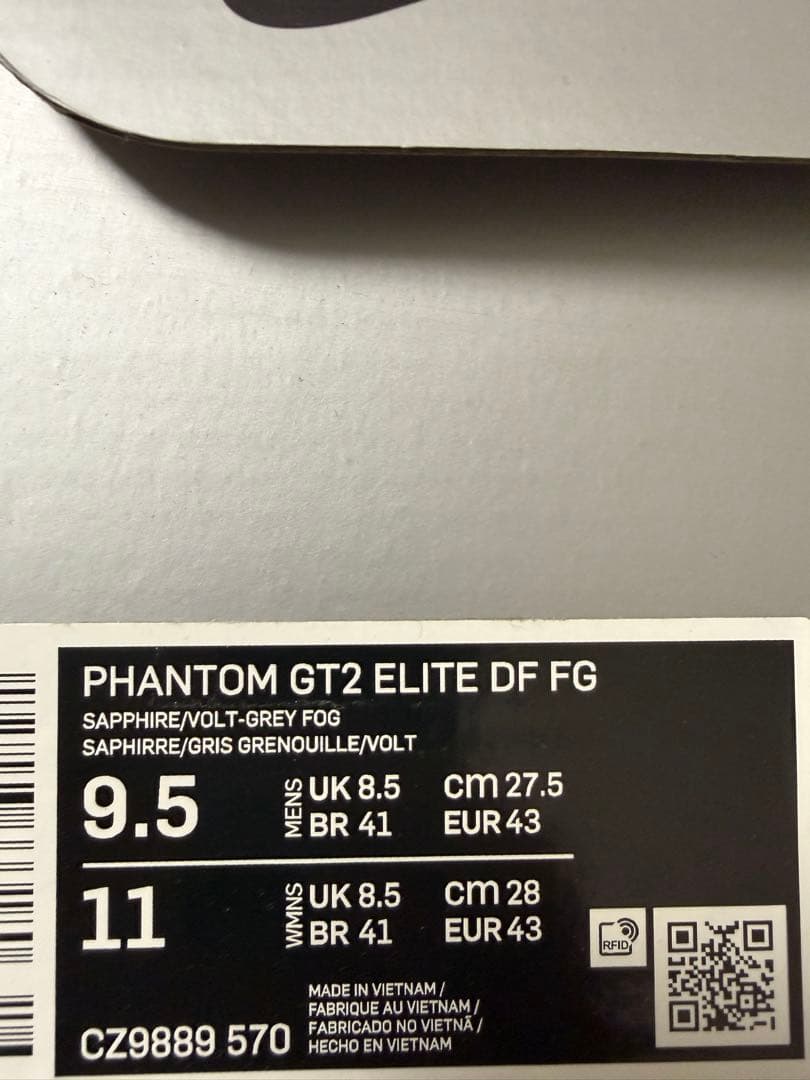 PHANTOM GT2 ELITE DF FG
SAPPHIRE/VOLT-GREY FOG
SAPHIRRE/GRIS GRENOUILLE/VOLT
9.5 MENS UK 8.5 cm 27.5
BR 41 EUR 43
11 WMNS UK 8.5 cm 28
BR 41 EUR 43
RFID
MADE IN VIETNAM /
FABRIQUE AU VIETNAM /
FABRICADO NO VIETNÃ /
HECHO EN VIETNAM
CZ9889 570